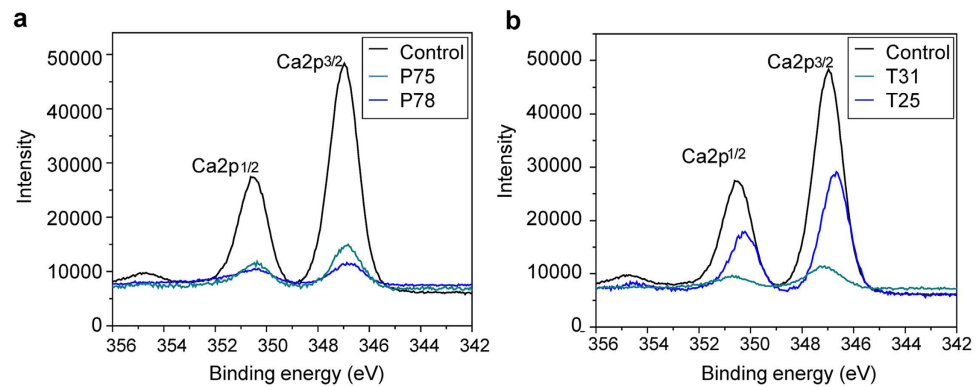 a
50000
40000
30000
20000
10000
0
Intensity
Ca2p3/2
Ca2p1/2
Control
P75
P78
356 354 352 350 348 346 344 342
Binding energy (eV)
b
50000
40000
30000
20000
10000
0
Intensity
Ca2p3/2
Ca2p1/2
Control
T31
T25
356 354 352 350 348 346 344 342
Binding energy (eV)